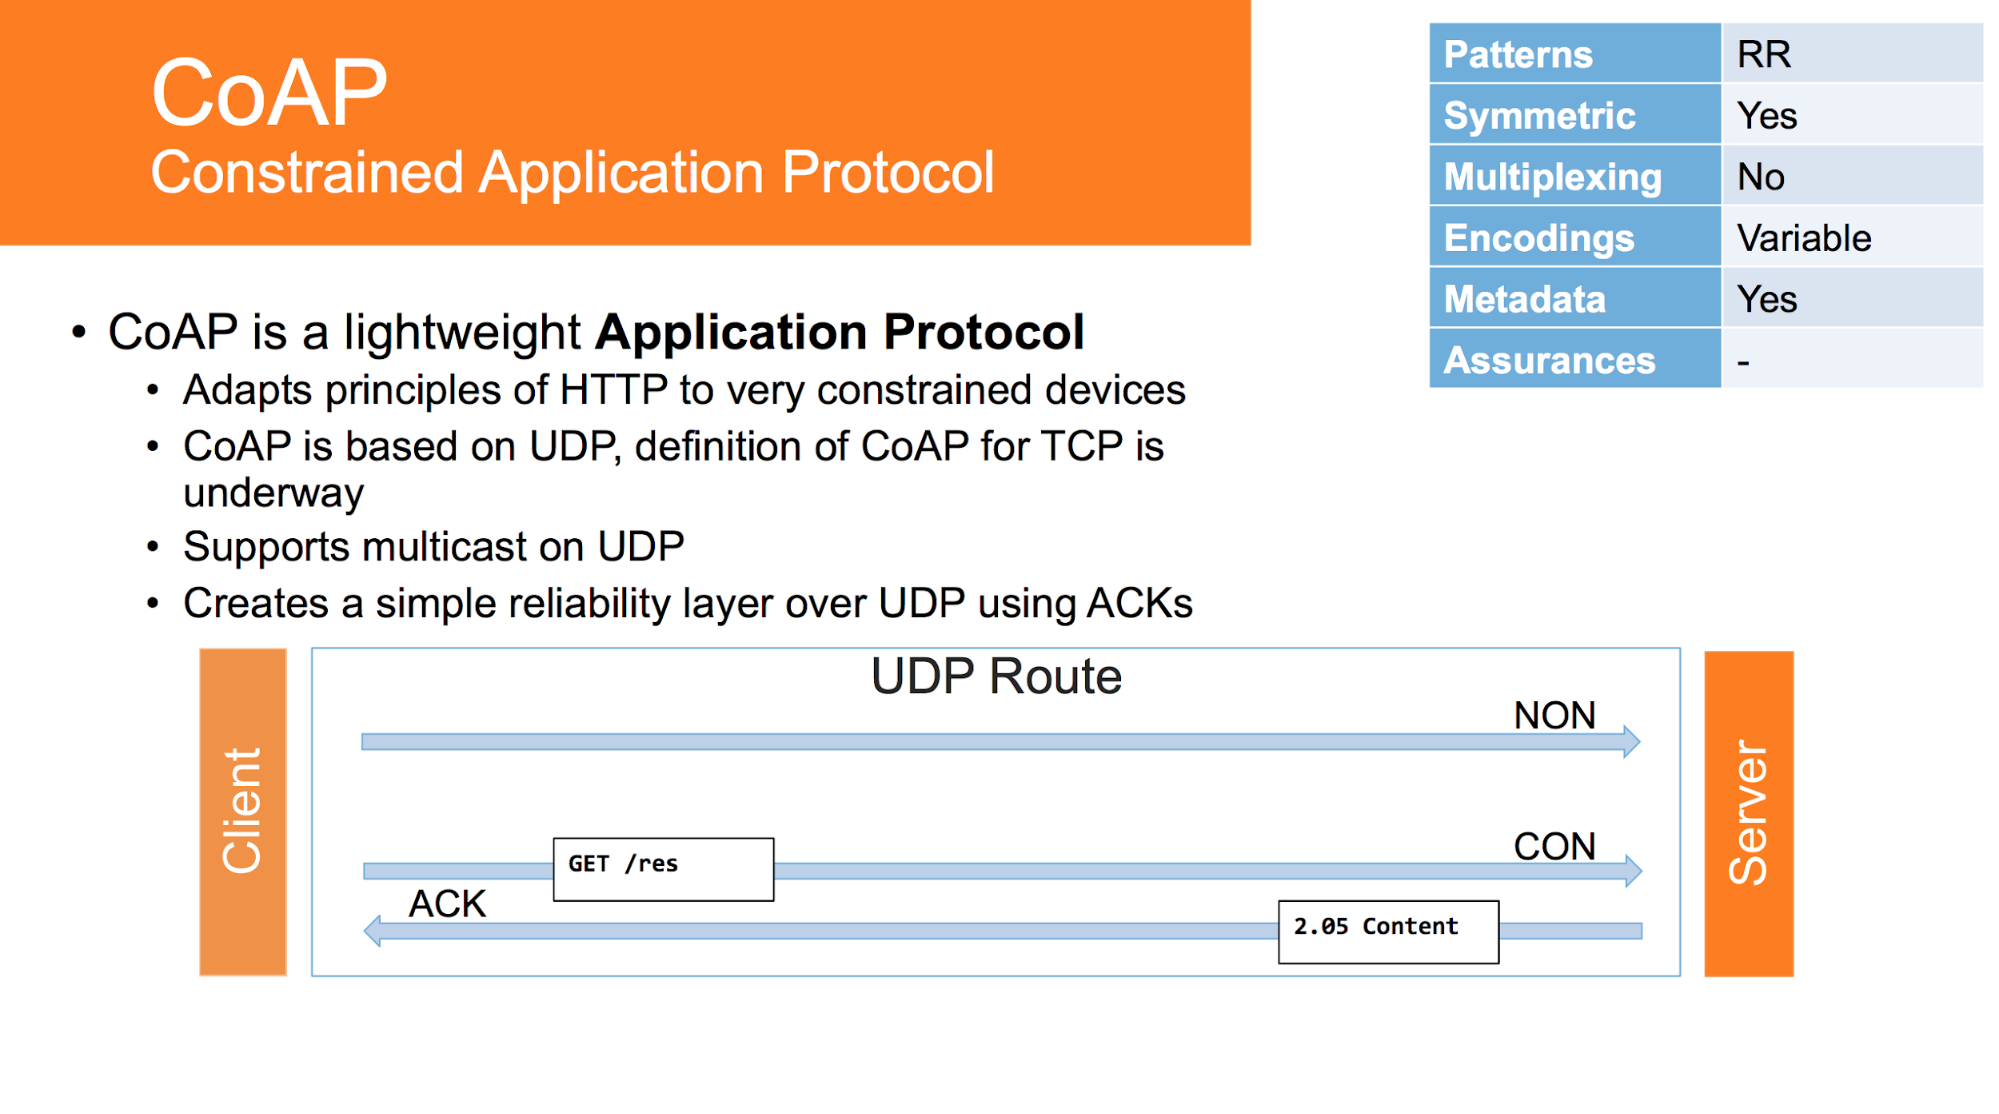 CoAP
Constrained Application Protocol
Patterns RR
Symmetric Yes
Multiplexing No
Encodings Variable
Metadata Yes
Assurances -
• CoAP is a lightweight Application Protocol
• Adapts principles of HTTP to very constrained devices
• CoAP is based on UDP, definition of CoAP for TCP is
underway
• Supports multicast on UDP
• Creates a simple reliability layer over UDP using ACKs
UDP Route
NON
Client
CON
GET /res
ACK
2.05 Content
Server